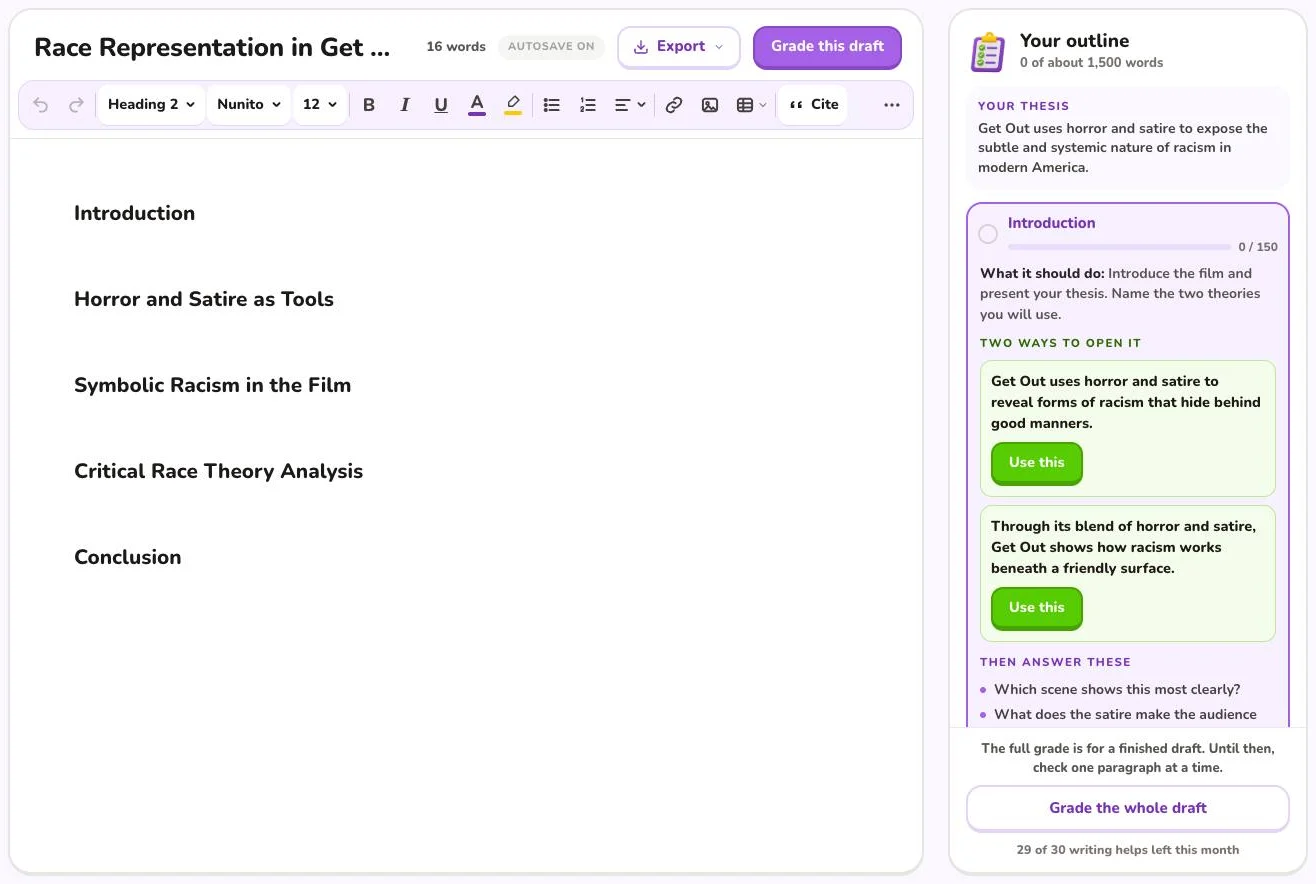 Race Representation in Get ...
16 words
AUTOSAVE ON
Export
Grade this draft
Heading 2
Nunito
12
B
I
U
A
Cite
Introduction
Horror and Satire as Tools
Symbolic Racism in the Film
Critical Race Theory Analysis
Conclusion
Your outline
0 of about 1,500 words
YOUR THESIS
Get Out uses horror and satire to expose the
subtle and systemic nature of racism in
modern America.
Introduction
0 / 150
What it should do: Introduce the film and
present your thesis. Name the two theories
you will use.
TWO WAYS TO OPEN IT
Get Out uses horror and satire to
reveal forms of racism that hide behind
good manners.
Use this
Through its blend of horror and satire,
Get Out shows how racism works
beneath a friendly surface.
Use this
THEN ANSWER THESE
Which scene shows this most clearly?
What does the satire make the audience
The full grade is for a finished draft. Until then,
check one paragraph at a time.
Grade the whole draft
29 of 30 writing helps left this month